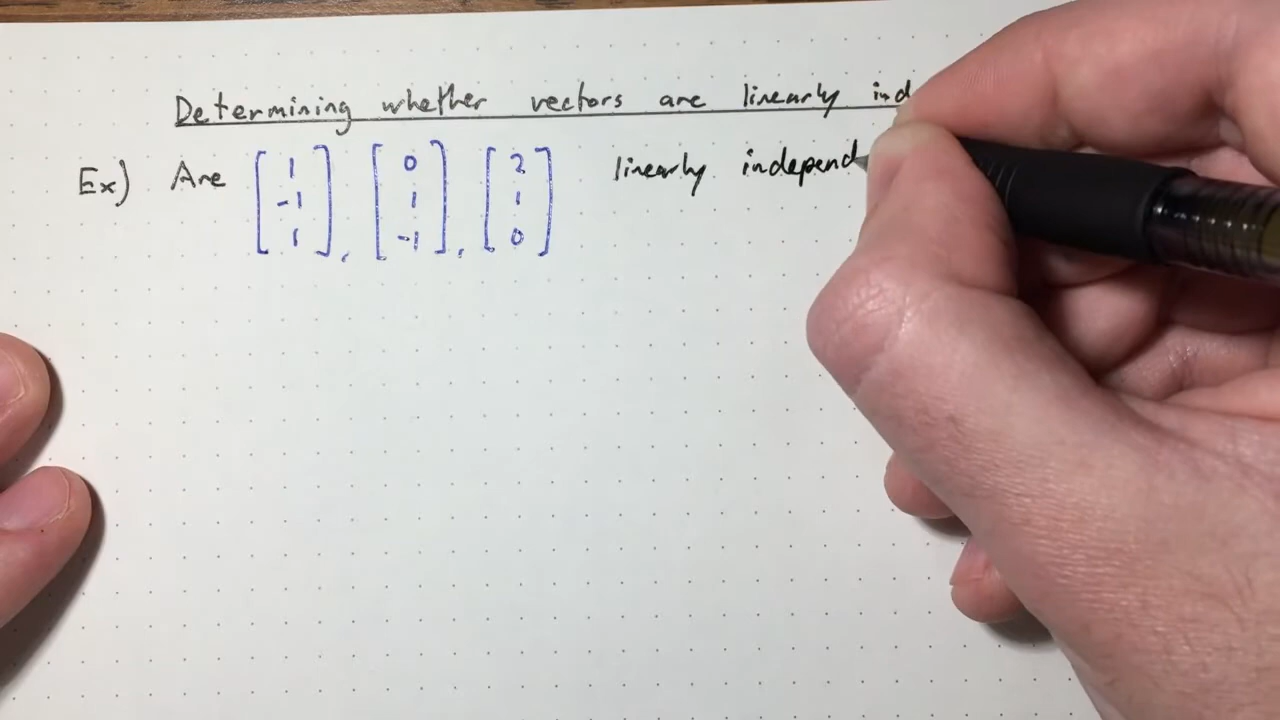 Determining whether vectors are linearly ind
Ex) Are [1 -1 1], [0 1 -1], [2 1 0] linearly independ